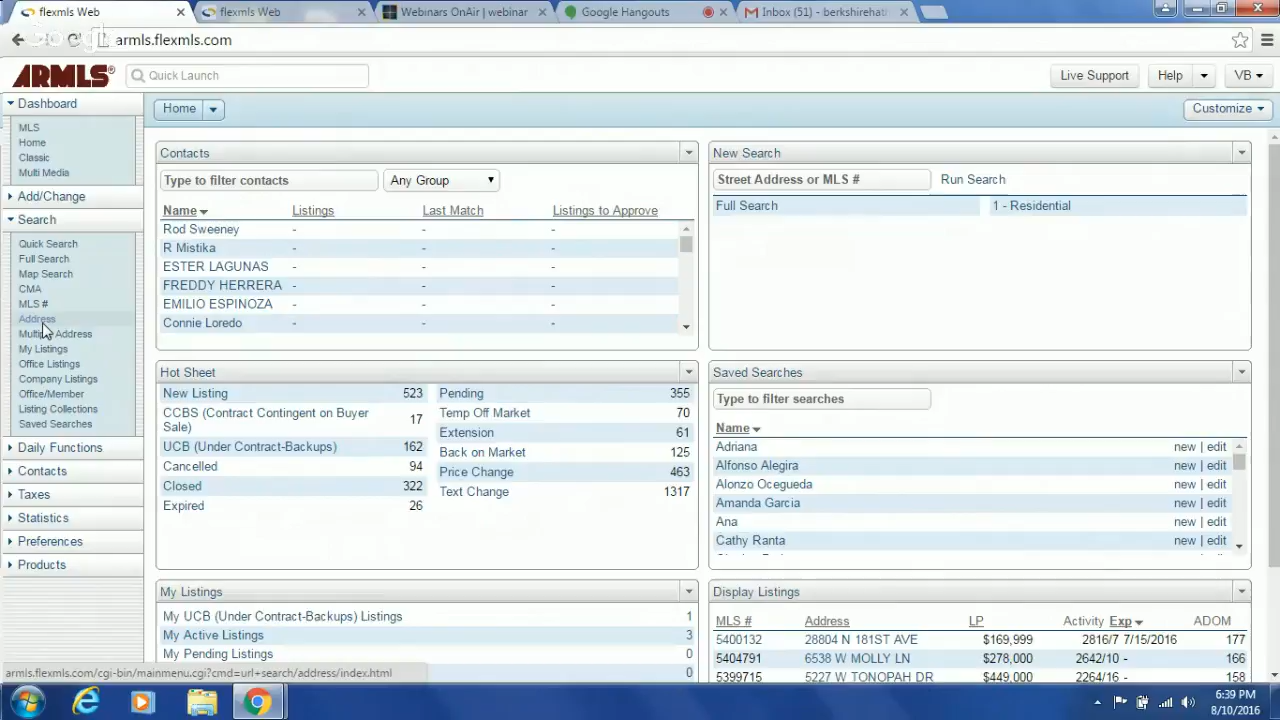 flexmls Web
flexmls Web
Webinars OnAir | webinar
Google Hangouts
Inbox (51) - berkshirehat
armls.flexmls.com
ARMLS
Quick Launch
Live Support
Help
VB
Dashboard
MLS
Home
Classic
Multi Media
Add/Change
Search
Quick Search
Full Search
Map Search
CMA
MLS #
Address
Multiple Address
My Listings
Office Listings
Company Listings
Office/Member
Listing Collections
Saved Searches
Daily Functions
Contacts
Taxes
Statistics
Preferences
Products
Home
Customize
Contacts
Type to filter contacts
Any Group
Name Listings Last Match Listings to Approve
Rod Sweeney - - -
R Mistika - - -
ESTER LAGUNAS - - -
FREDDY HERRERA - - -
EMILIO ESPINOZA - - -
Connie Loredo - - -
New Search
Street Address or MLS # Run Search
Full Search 1 - Residential
Hot Sheet
New Listing 523
CCBS (Contract Contingent on Buyer
Sale) 17
UCB (Under Contract-Backups) 162
Cancelled 94
Closed 322
Expired 26
Pending 355
Temp Off Market 70
Extension 61
Back on Market 125
Price Change 463
Text Change 1317
Saved Searches
Type to filter searches
Name
Adriana new | edit
Alfonso Alegira new | edit
Alonzo Ocegueda new | edit
Amanda Garcia new | edit
Ana new | edit
Cathy Ranta new | edit
My Listings
My UCB (Under Contract-Backups) Listings 1
My Active Listings 3
My Pending Listings 0
0
Display Listings
MLS # Address LP Activity Exp ADOM
5400132 28804 N 181ST AVE $169,999 2816/7 7/15/2016 177
5404791 6538 W MOLLY LN $278,000 2642/10 - 166
5399715 5227 W TONOPAH DR $449,000 2264/16 - 158
armls.flexmls.com/cgi-bin/mainmenu.cgi?cmd=url+search/address/index.html
6:39 PM
8/10/2016